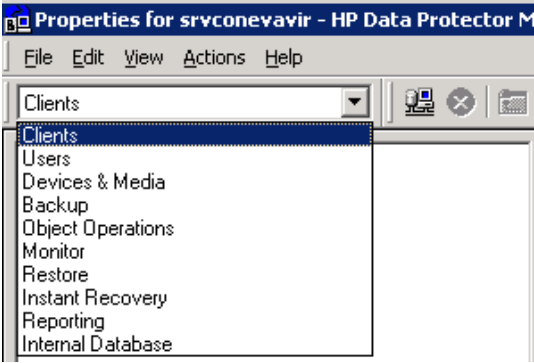 Properties for srvconevavir - HP Data Protector M
File Edit View Actions Help
Clients
Clients
Users
Devices & Media
Backup
Object Operations
Monitor
Restore
Instant Recovery
Reporting
Internal Database